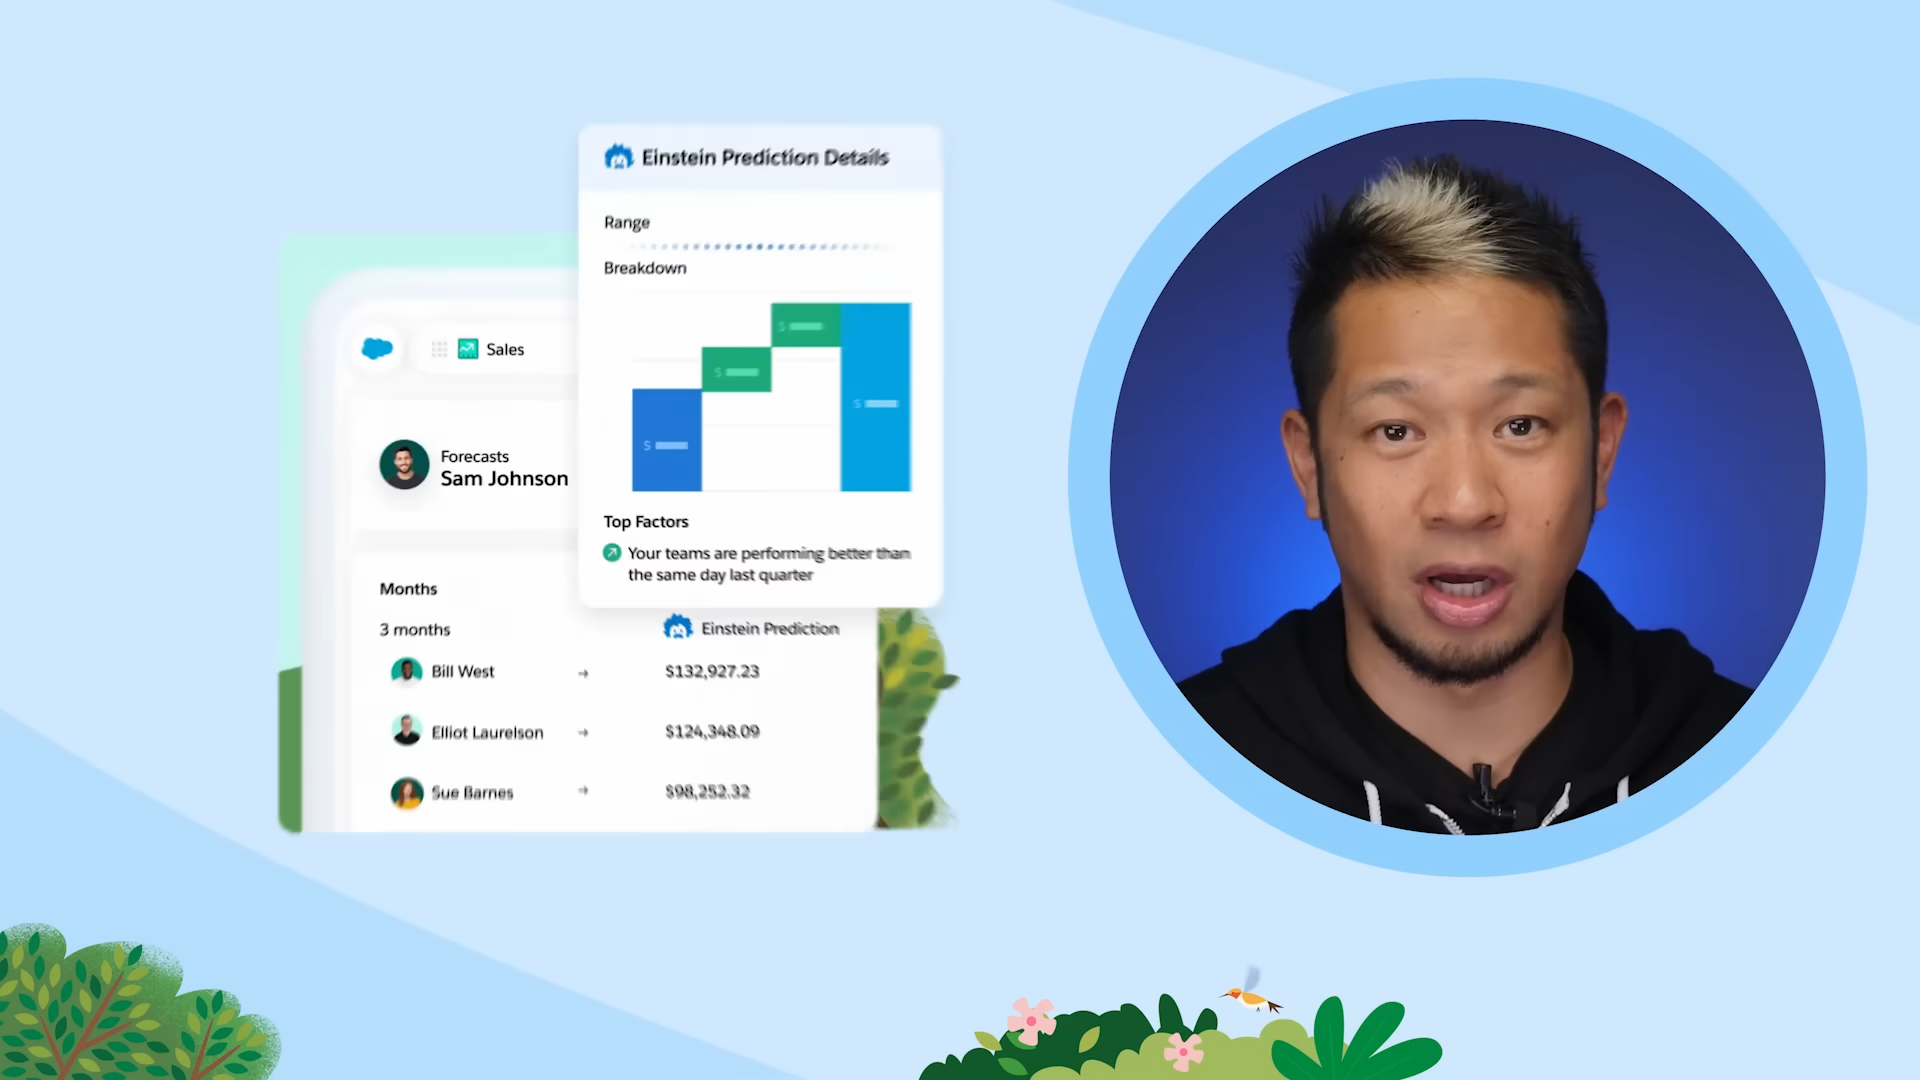 Einstein Prediction Details
Range
Breakdown
$
$
$
$
Top Factors
Your teams are performing better than
the same day last quarter
Sales
Forecasts
Sam Johnson
Months
3 months
Einstein Prediction
Bill West
$132,927.23
Elliot Laurelson
$124,348.09
Sue Barnes
$98,252.32